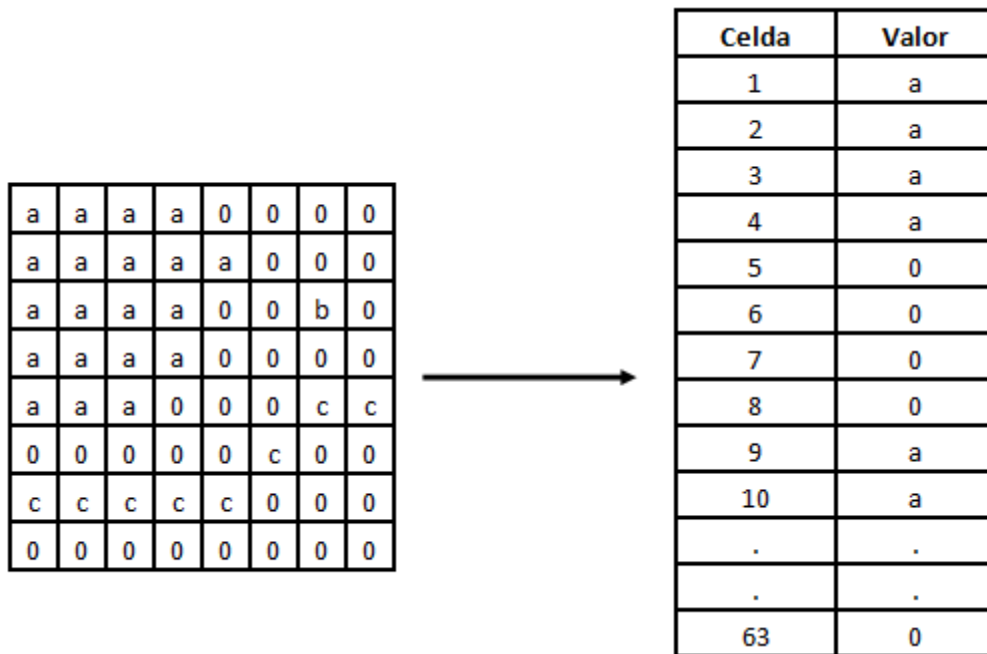 a a a a 0 0 0 0
a a a a a 0 0 0
a a a a 0 0 b 0
a a a a 0 0 0 0
a a a 0 0 0 c c
0 0 0 0 0 c 0 0
c c c c c 0 0 0
0 0 0 0 0 0 0 0
Celda Valor
1 a
2 a
3 a
4 a
5 0
6 0
7 0
8 0
9 a
10 a
. .
. .
63 0